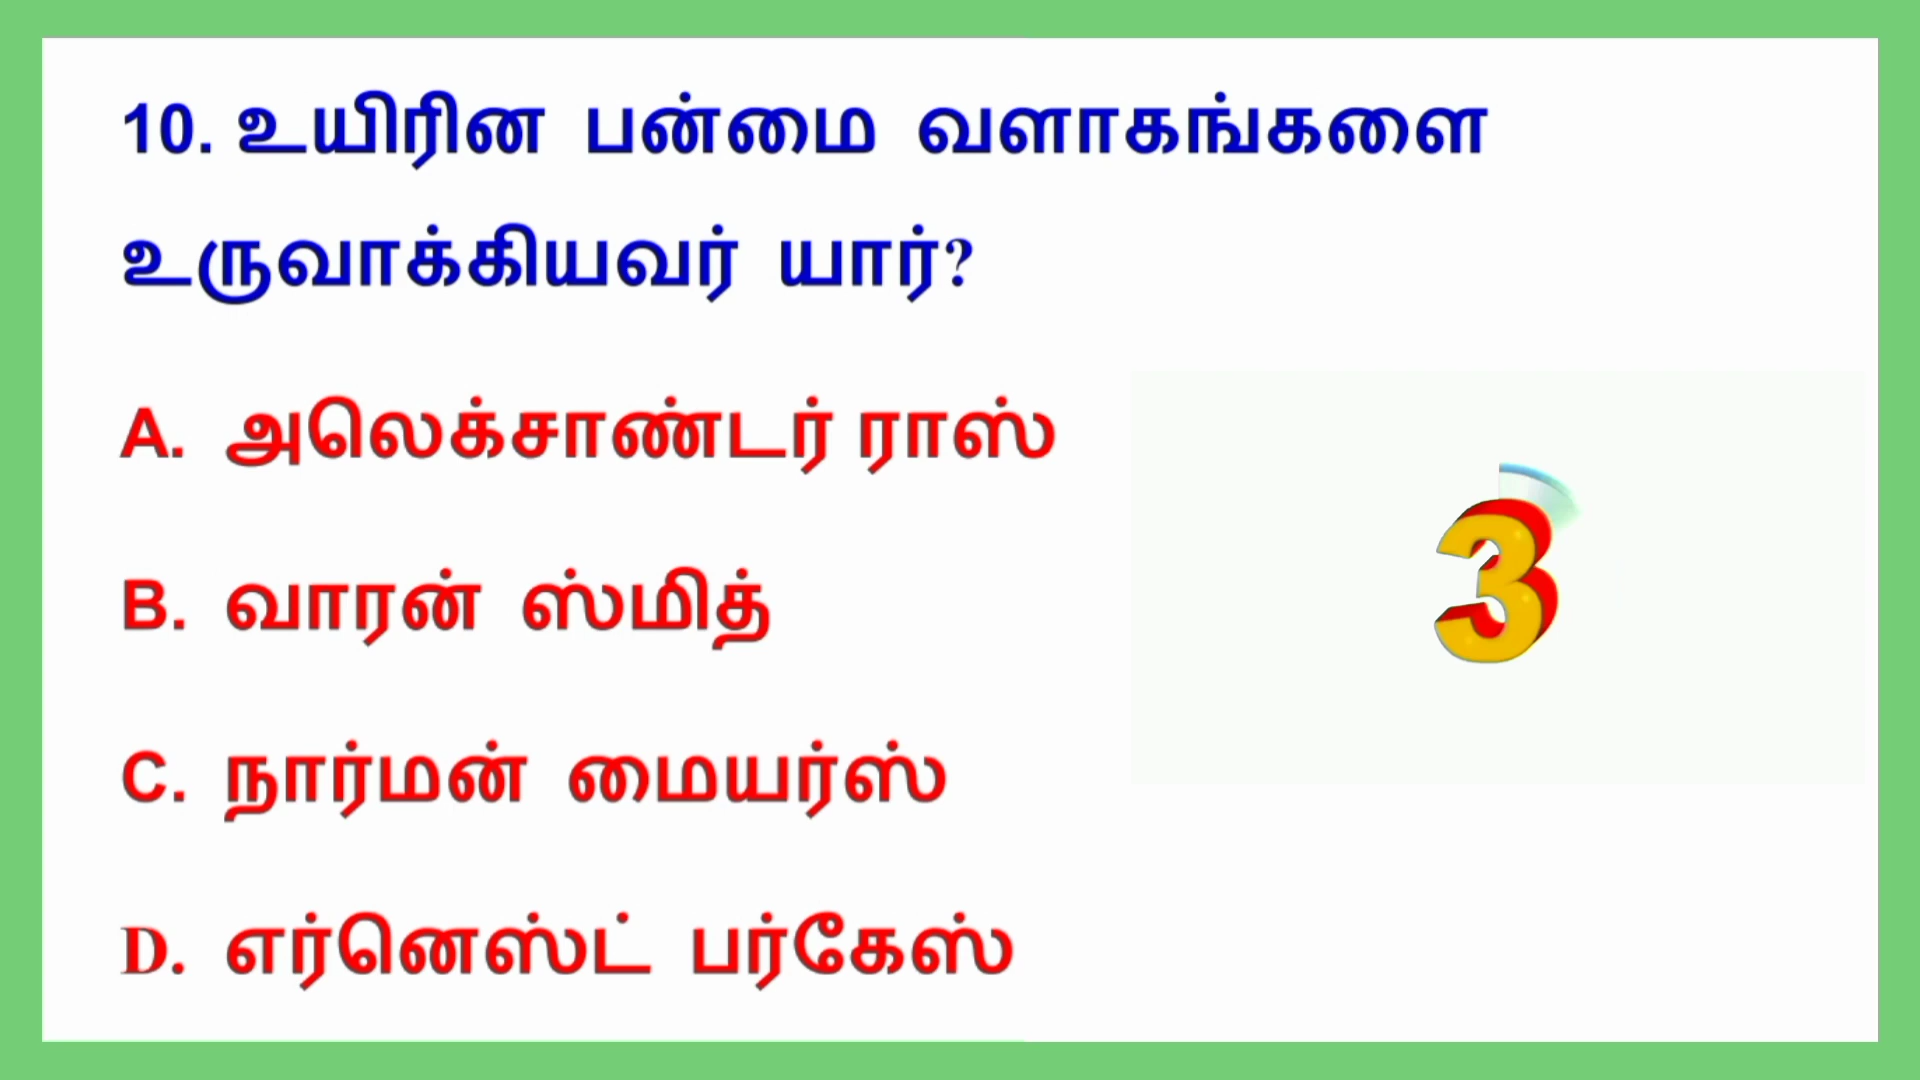 10. உயிரின பன்மை வளாகங்களை
உருவாக்கியவர் யார்?
A. அலெக்சாண்டர் ராஸ்
B. வாரன் ஸ்மித்
3
C. நார்மன் மையர்ஸ்
D. எர்னெஸ்ட் பர்கேஸ்